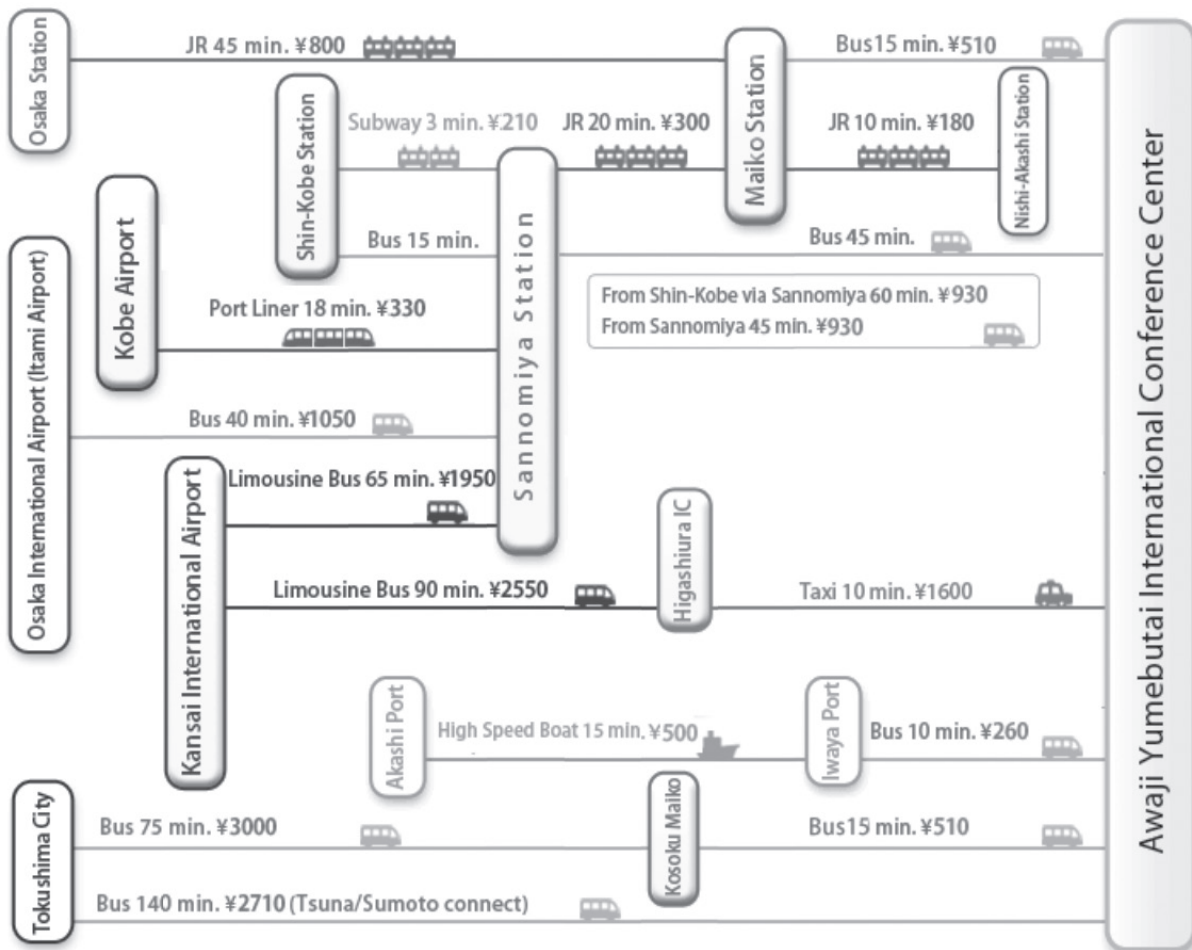 Osaka Station
JR 45 min. ¥800
Maiko Station
Bus15 min. ¥510
Shin-Kobe Station
Subway 3 min. ¥210
JR 20 min. ¥300
JR 10 min. ¥180
Nishi-Akashi Station
Kobe Airport
Sannomiya Station
Bus 15 min.
Bus 45 min.
From Shin-Kobe via Sannomiya 60 min. ¥930
From Sannomiya 45 min. ¥930
Port Liner 18 min. ¥330
Osaka International Airport (Itami Airport)
Bus 40 min. ¥1050
Kansai International Airport
Limousine Bus 65 min. ¥1950
Limousine Bus 90 min. ¥2550
Higashiura IC
Taxi 10 min. ¥1600
Akashi Port
High Speed Boat 15 min. ¥500
Iwaya Port
Bus 10 min. ¥260
Tokushima City
Bus 75 min. ¥3000
Kosoku Maiko
Bus15 min. ¥510
Bus 140 min. ¥2710 (Tsuna/Sumoto connect)
Awaji Yumebutai International Conference Center